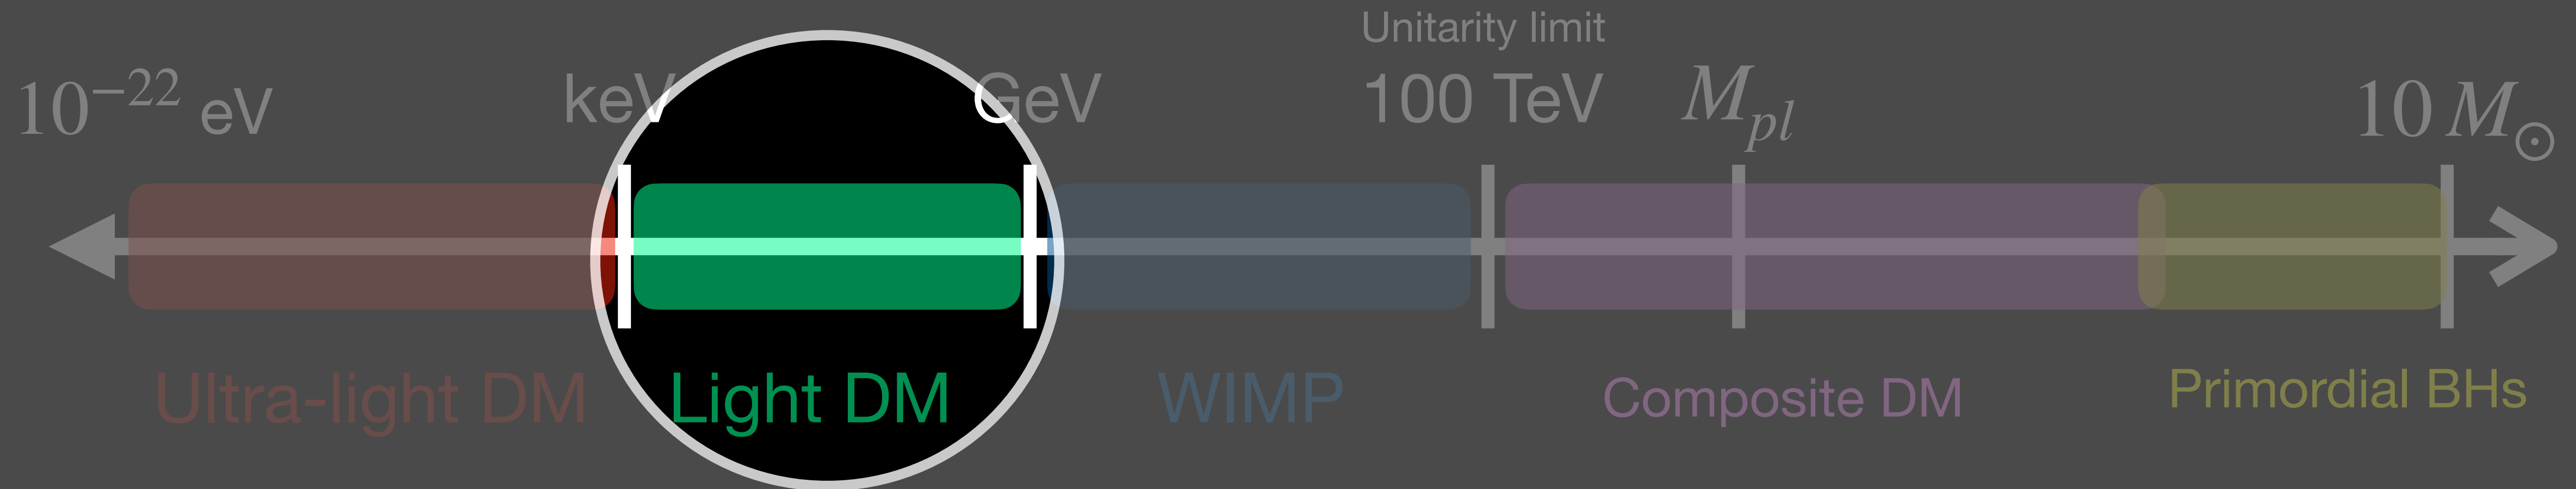 Unitarity limit
10⁻²² eV keV GeV 100 TeV M_pl 10 M_⊙
Ultra-light DM Light DM WIMP Composite DM Primordial BHs